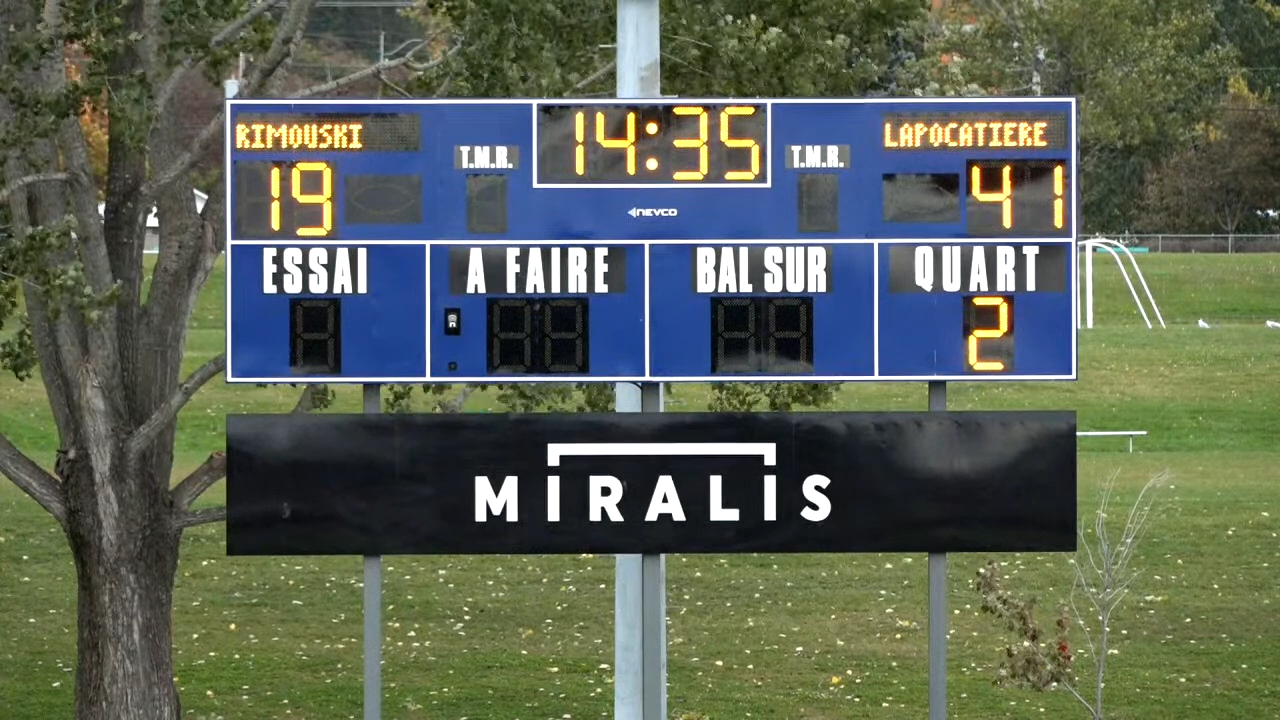 RIMOUSKI
14:35
LAPOCATIERE
T.M.R.
T.M.R.
19
41
NEVCO
ESSAI
A FAIRE
BAL SUR
QUART
2
MIRALIS